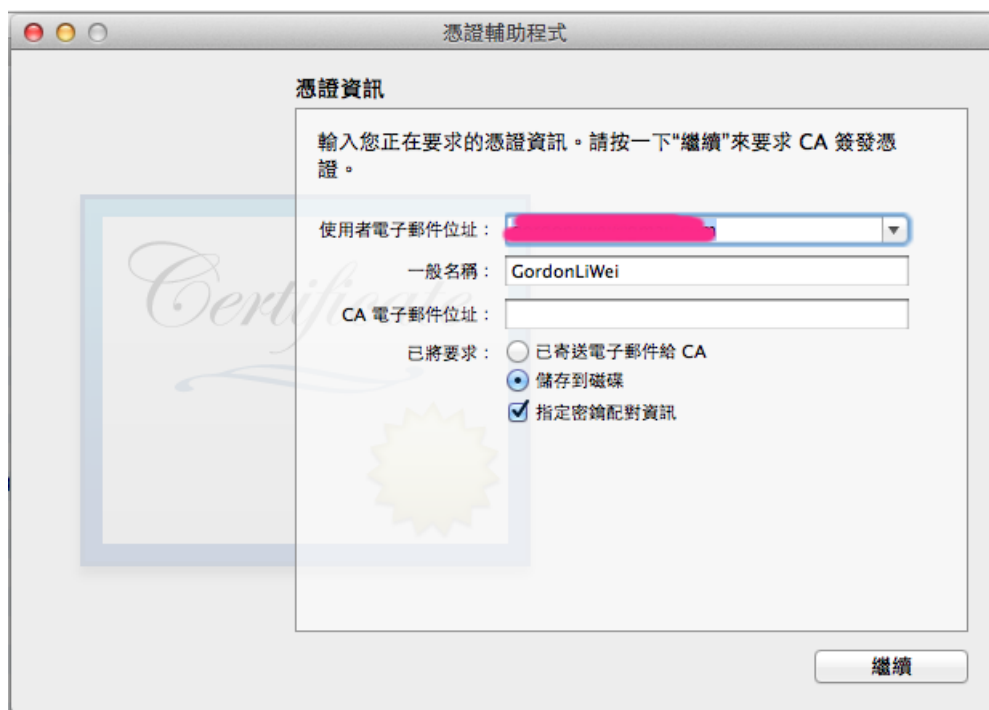 憑證輔助程式
憑證資訊
輸入您正在要求的憑證資訊。請按一下“繼續”來要求 CA 簽發憑
證。
使用者電子郵件位址：
一般名稱： GordonLiWei
CA 電子郵件位址：
已將要求： 已寄送電子郵件給 CA
儲存到磁碟
指定密鑰配對資訊
Certificate
繼續